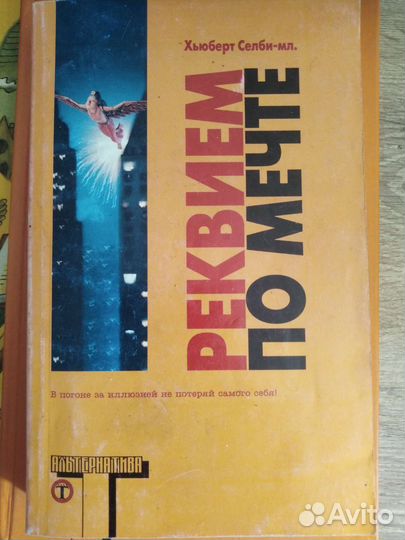 Хьюберт Селби-мл.
РЕКВИЕМ
ПО МЕЧТЕ
В погоне за иллюзией не потеряй самого себя!
АЛЬТЕРНАТИВА
Т
Avito